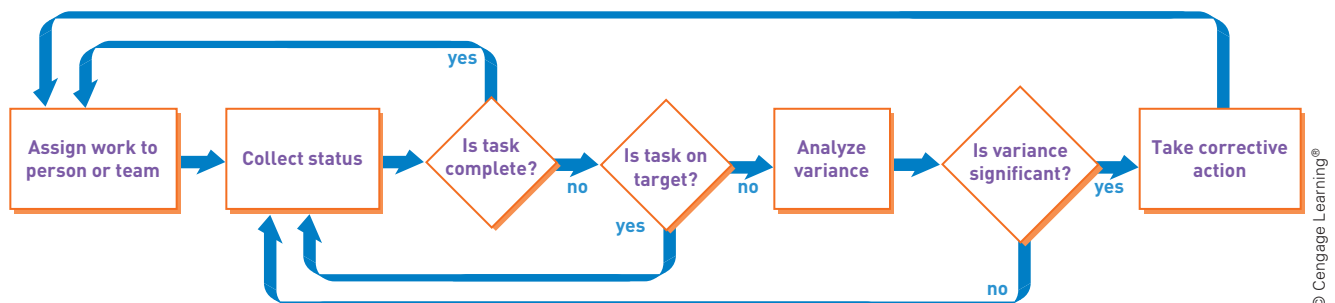 yes
Assign work to
person or team
Collect status
Is task
complete?
no
Is task on
target?
no
yes
Analyze
variance
Is variance
significant?
yes
no
Take corrective
action
© Cengage Learning®